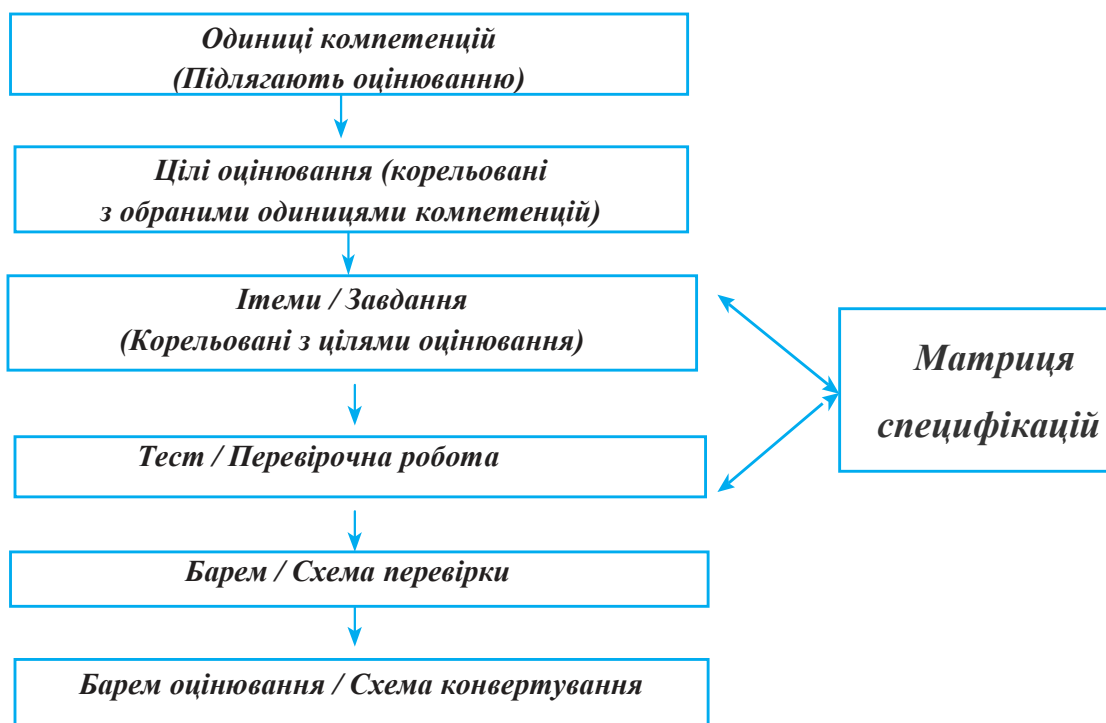 Одиниці компетенцій
(Підлягають оцінюванню)
Цілі оцінювання (корельовані
з обраними одиницями компетенцій)
Ітеми / Завдання
(Корельовані з цілями оцінювання)
Матриця
специфікацій
Тест / Перевірочна робота
Барем / Схема перевірки
Барем оцінювання / Схема конвертування